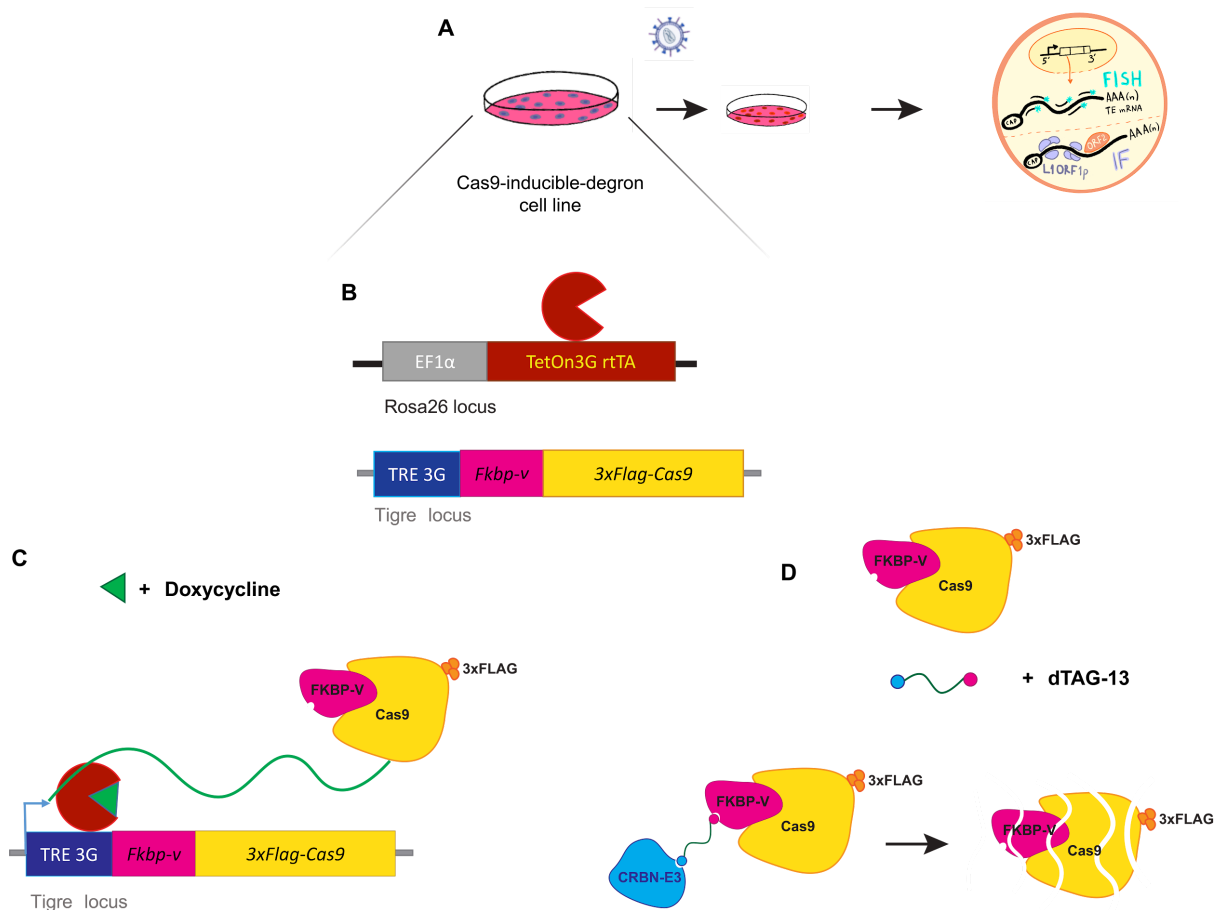 A
Cas9-inducible-degron
cell line
5' 3'
FISH
CAP
AAA(n)
TE mRNA
CAP
L1ORF1p
ORF2
AAA(n)
IF
B
EF1α TetOn3G rtTA
Rosa26 locus
TRE 3G Fkbp-v 3xFlag-Cas9
Tigre locus
C
+ Doxycycline
FKBP-V
Cas9
3xFLAG
TRE 3G Fkbp-v 3xFlag-Cas9
Tigre locus
D
FKBP-V
Cas9
3xFLAG
+ dTAG-13
FKBP-V
Cas9
3xFLAG
CRBN-E3
FKBP-V
Cas9
3xFLAG